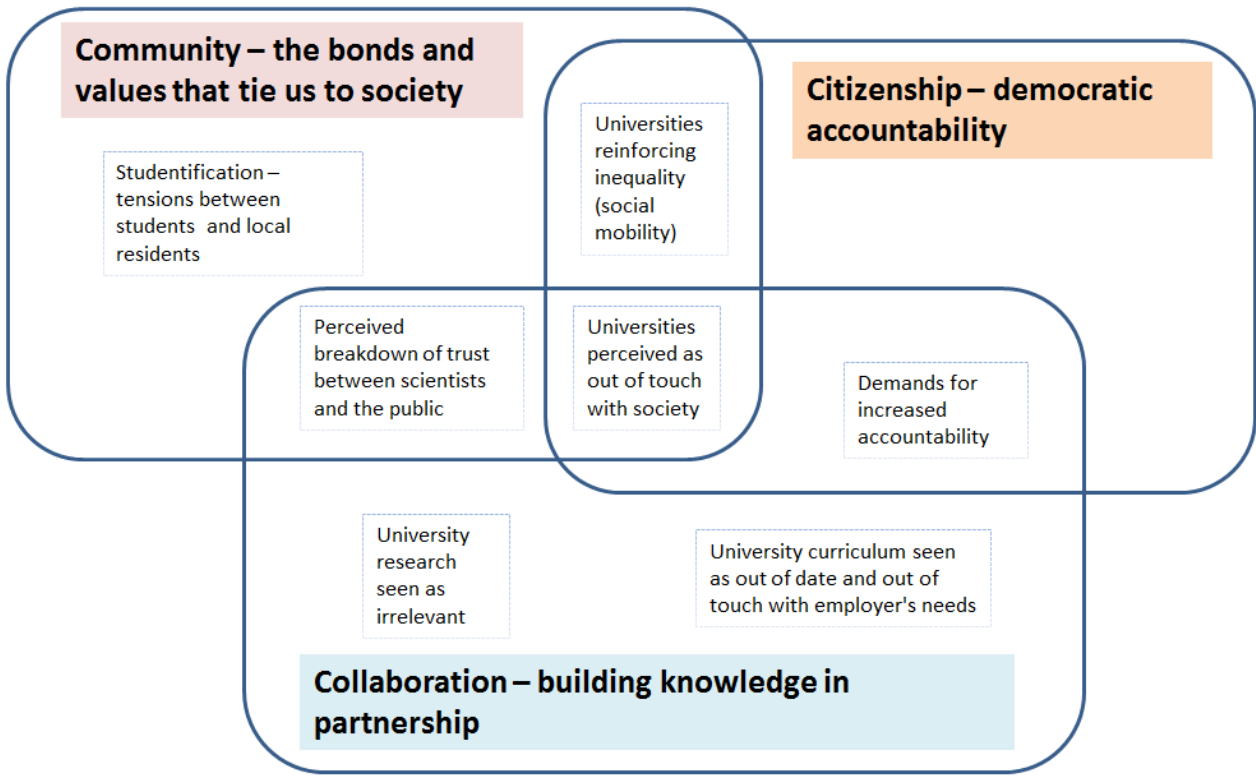 Community – the bonds and
values that tie us to society
Citizenship – democratic
accountability
Studentification –
tensions between
students and local
residents
Universities
reinforcing
inequality
(social
mobility)
Perceived
breakdown of trust
between scientists
and the public
Universities
perceived as
out of touch
with society
Demands for
increased
accountability
University
research
seen as
irrelevant
University curriculum seen
as out of date and out of
touch with employer's needs
Collaboration – building knowledge in
partnership